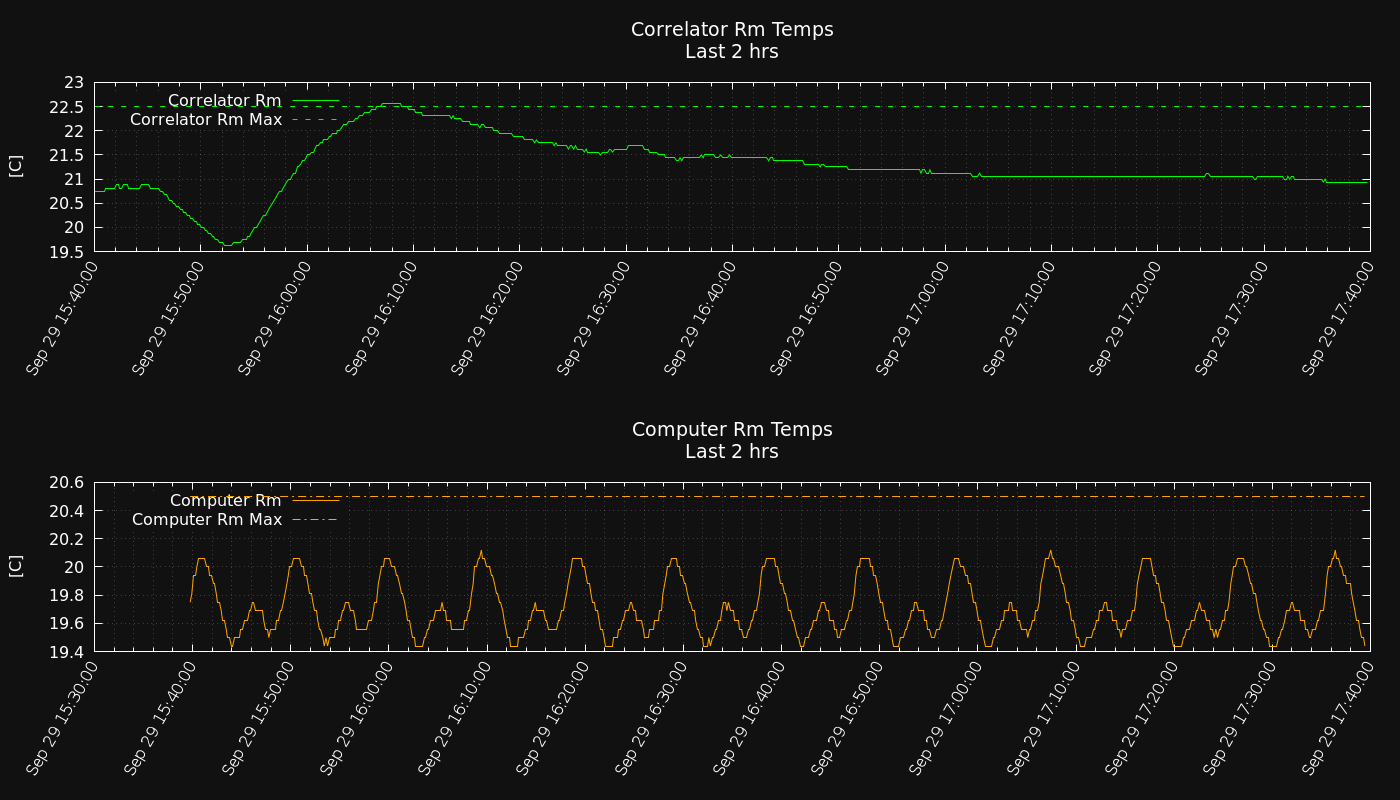 Correlator Rm Temps
Last 2 hrs
[C]
23
22.5
22
21.5
21
20.5
20
19.5
Correlator Rm
Correlator Rm Max
Sep 29 15:40:00
Sep 29 15:50:00
Sep 29 16:00:00
Sep 29 16:10:00
Sep 29 16:20:00
Sep 29 16:30:00
Sep 29 16:40:00
Sep 29 16:50:00
Sep 29 17:00:00
Sep 29 17:10:00
Sep 29 17:20:00
Sep 29 17:30:00
Sep 29 17:40:00
Computer Rm Temps
Last 2 hrs
[C]
20.6
20.4
20.2
20
19.8
19.6
19.4
Computer Rm
Computer Rm Max
Sep 29 15:30:00
Sep 29 15:40:00
Sep 29 15:50:00
Sep 29 16:00:00
Sep 29 16:10:00
Sep 29 16:20:00
Sep 29 16:30:00
Sep 29 16:40:00
Sep 29 16:50:00
Sep 29 17:00:00
Sep 29 17:10:00
Sep 29 17:20:00
Sep 29 17:30:00
Sep 29 17:40:00